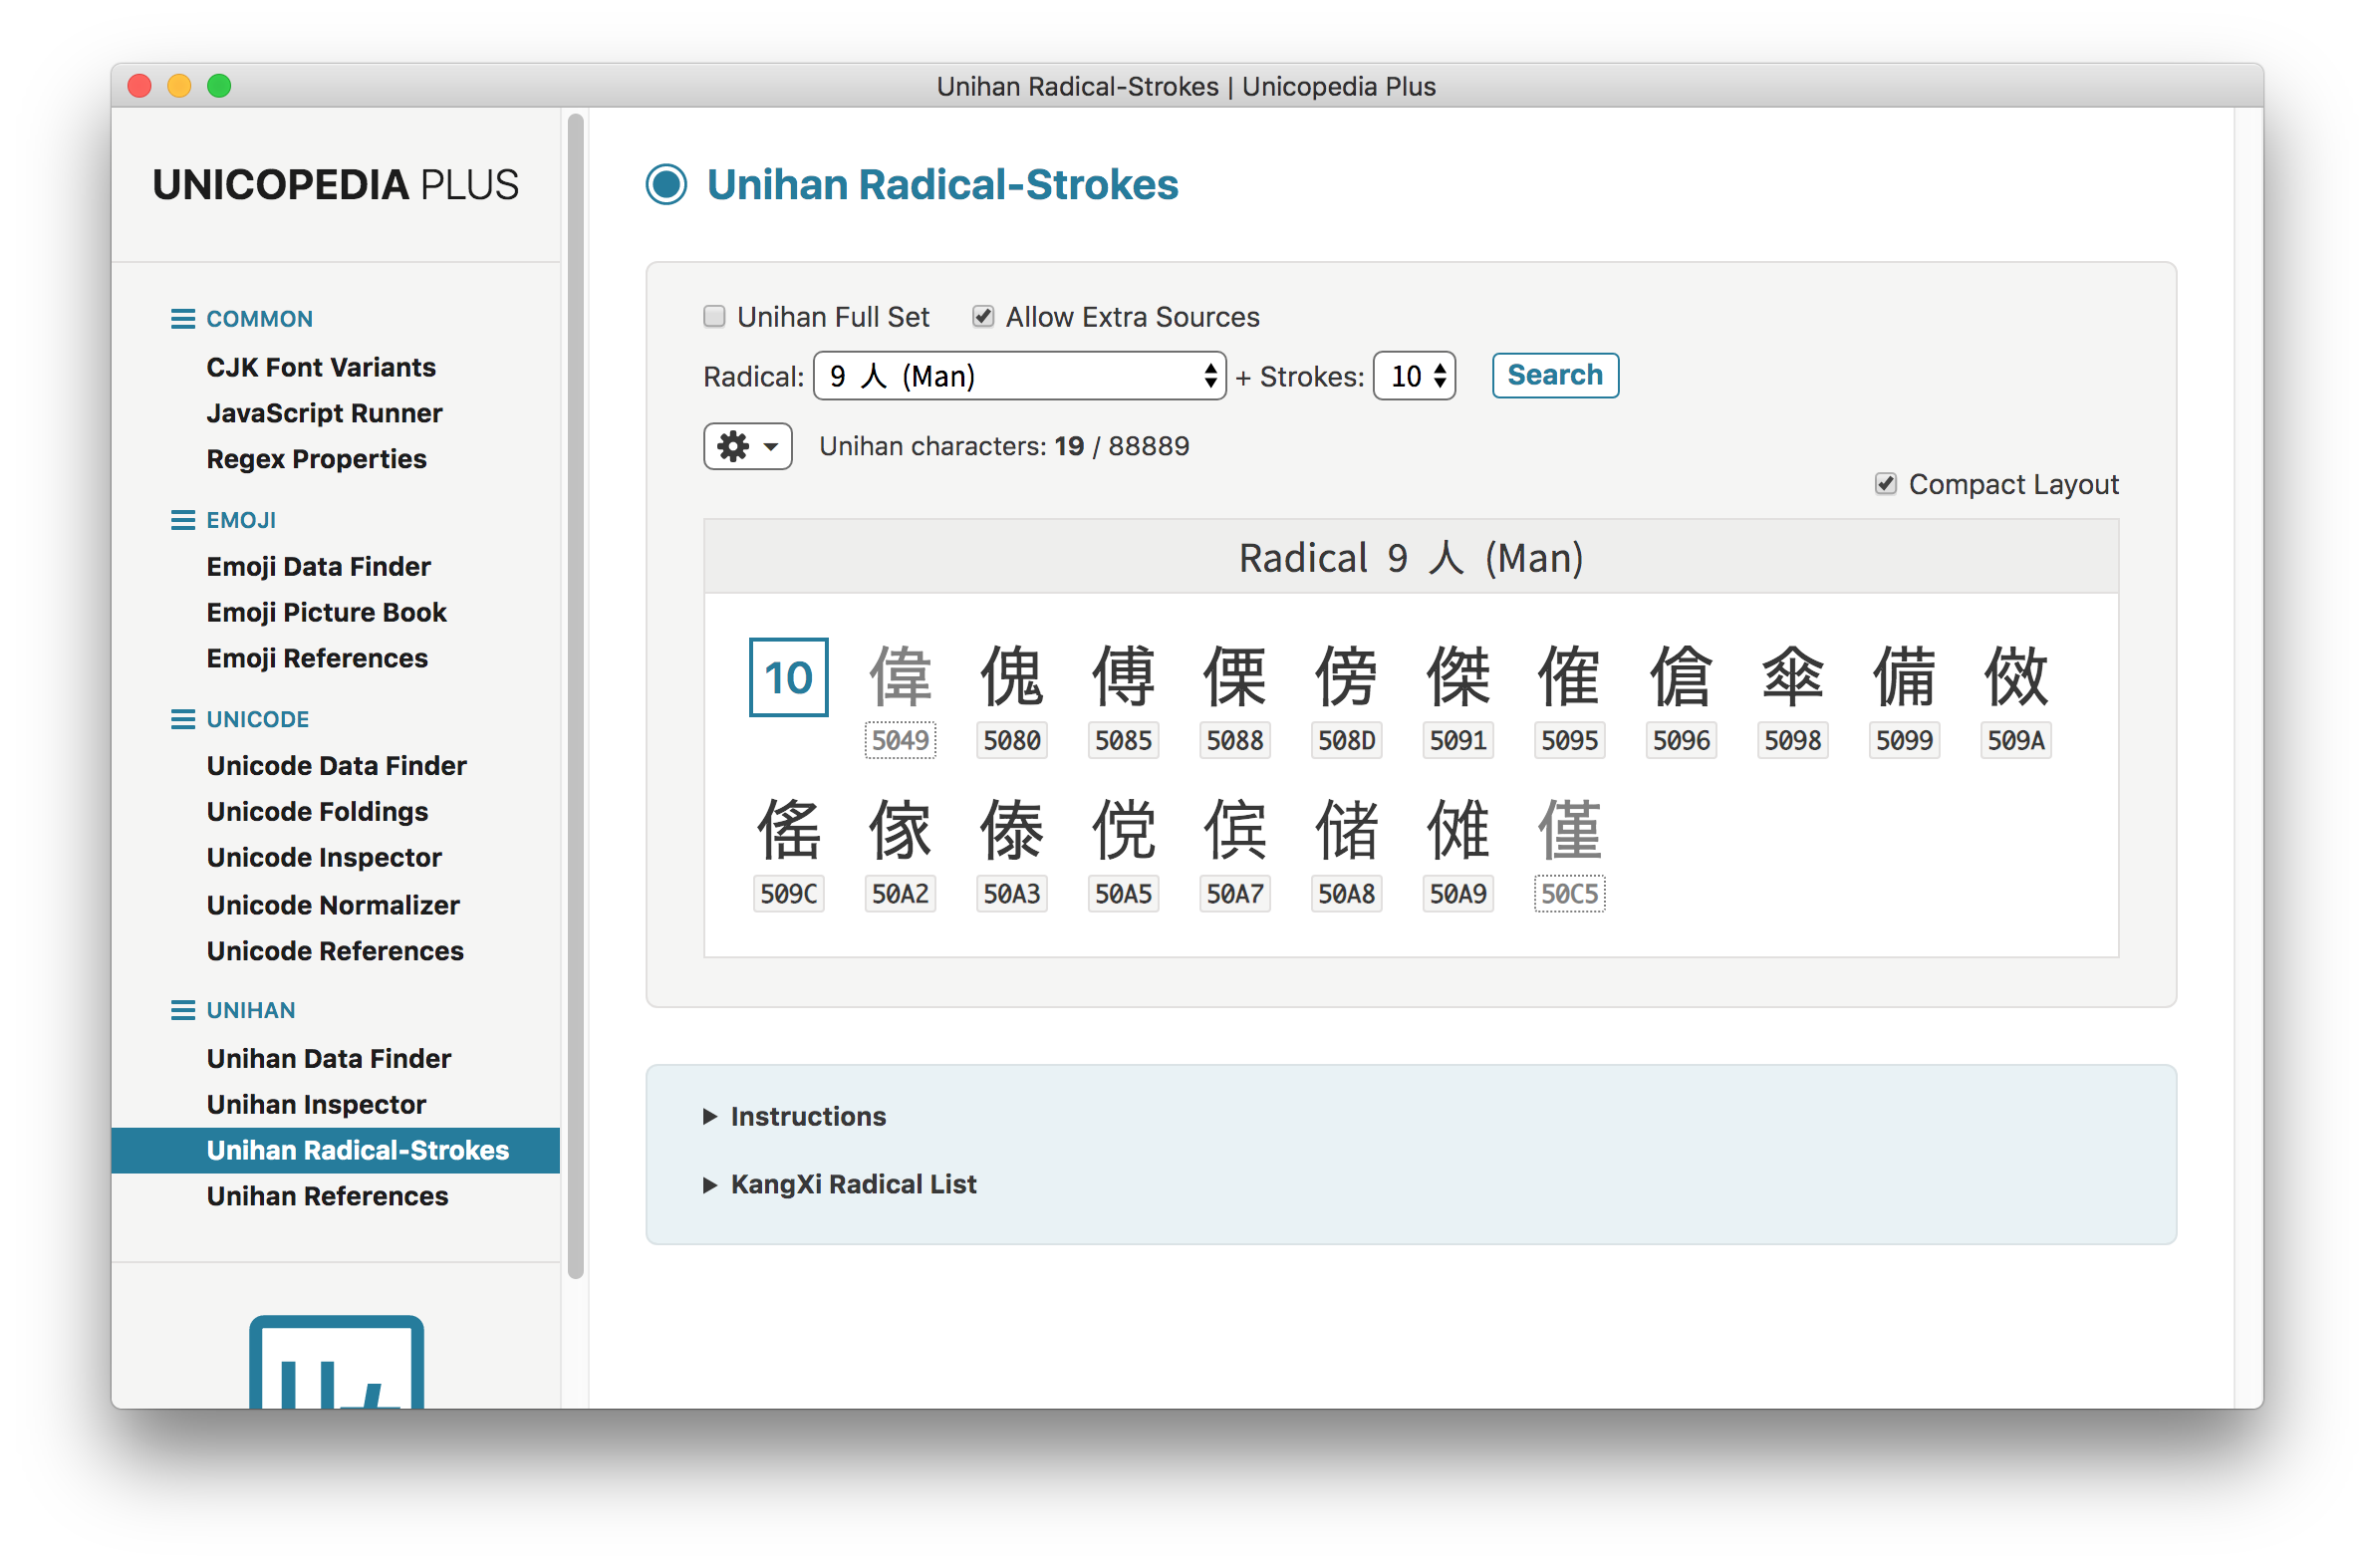 Unihan Radical-Strokes | Unicopedia Plus
UNICOPEDIA PLUS
COMMON
CJK Font Variants
JavaScript Runner
Regex Properties
EMOJI
Emoji Data Finder
Emoji Picture Book
Emoji References
UNICODE
Unicode Data Finder
Unicode Foldings
Unicode Inspector
Unicode Normalizer
Unicode References
UNIHAN
Unihan Data Finder
Unihan Inspector
Unihan Radical-Strokes
Unihan References
Unihan Radical-Strokes
Unihan Full Set Allow Extra Sources
Radical: 9 人 (Man) + Strokes: 10 Search
Unihan characters: 19 / 88889
Compact Layout
Radical 9 人 (Man)
10 偉 傀 傅 傈 傍 傑 傕 傖 傘 備 傚
5049 5080 5085 5088 508D 5091 5095 5096 5098 5099 509A
傜 傢 傣 傥 傧 储 傩 僅
509C 50A2 50A3 50A5 50A7 50A8 50A9 50C5
Instructions
KangXi Radical List